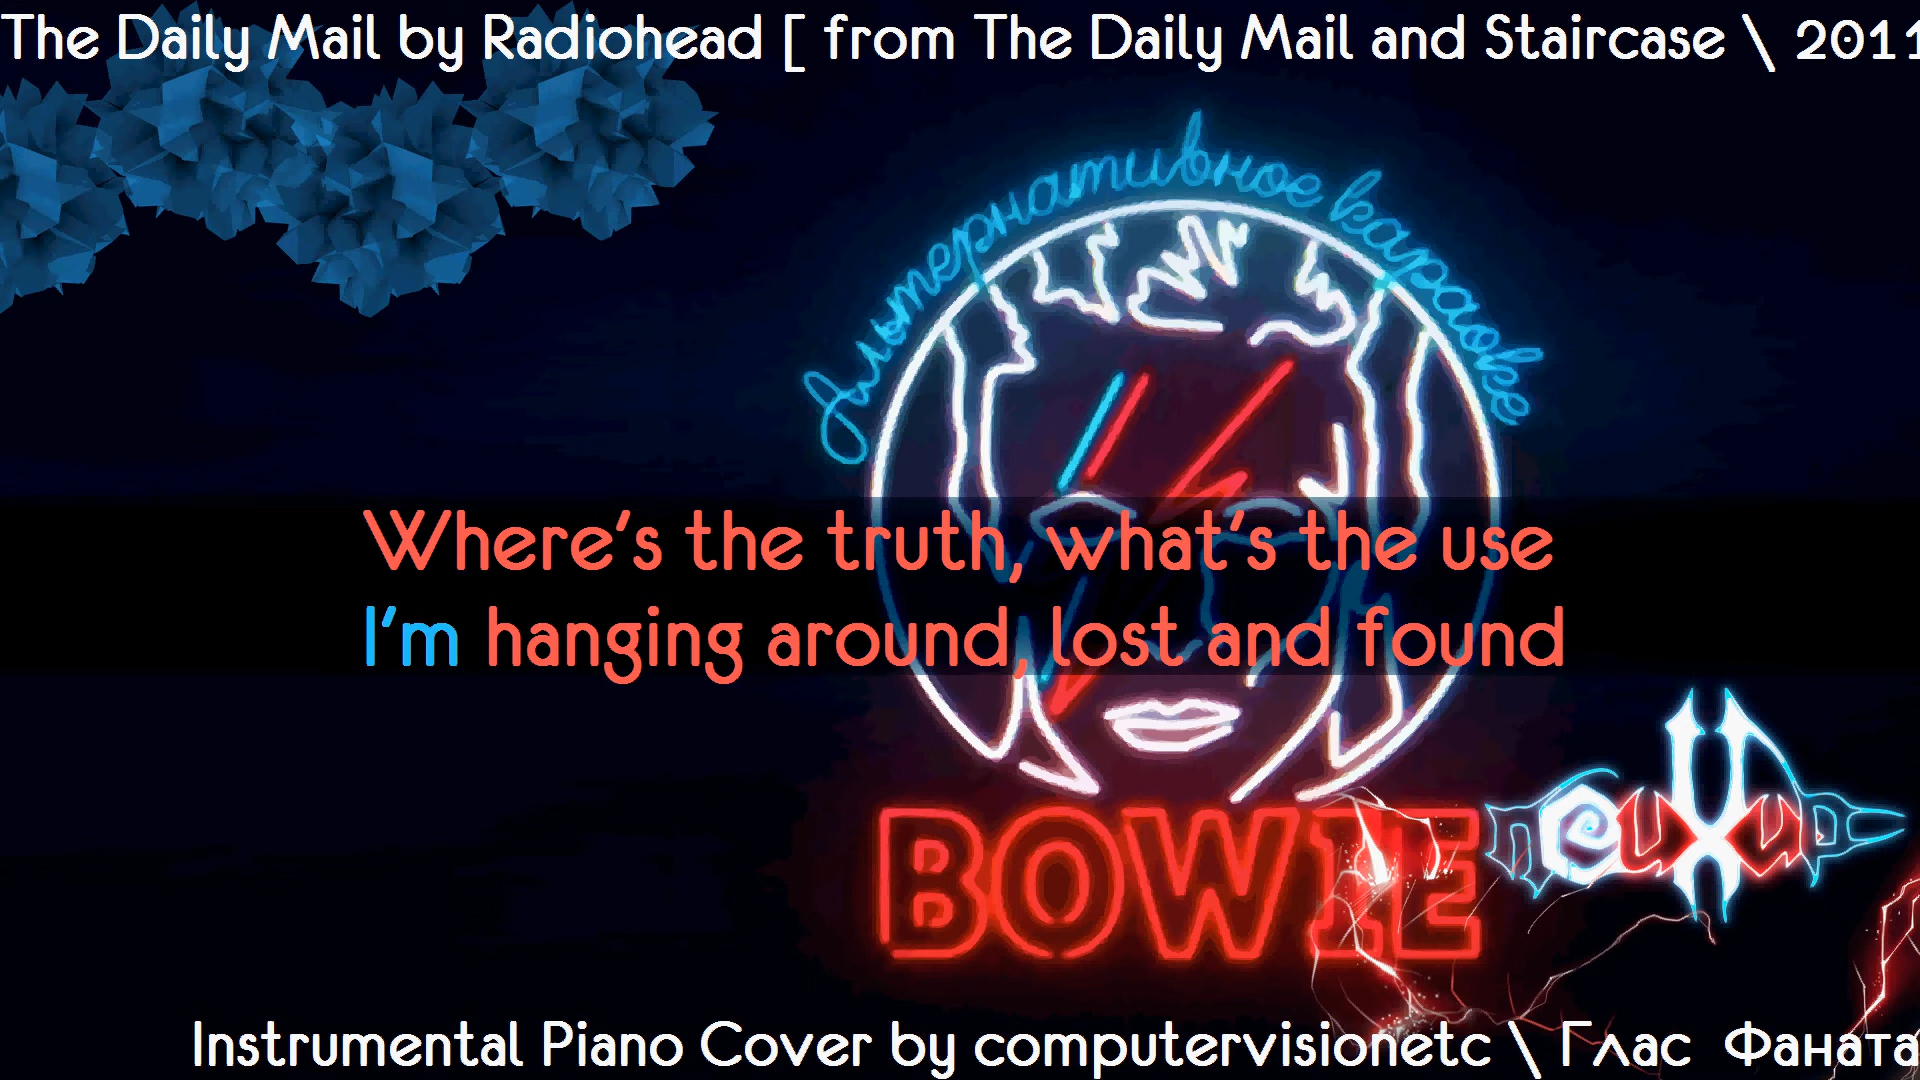 The Daily Mail by Radiohead [ from The Daily Mail and Staircase \ 2011
Альтернативное караоке
Where's the truth, what's the use
I'm hanging around, lost and found
BOWIE
Instrumental Piano Cover by computervisionetc \ Глас Фаната